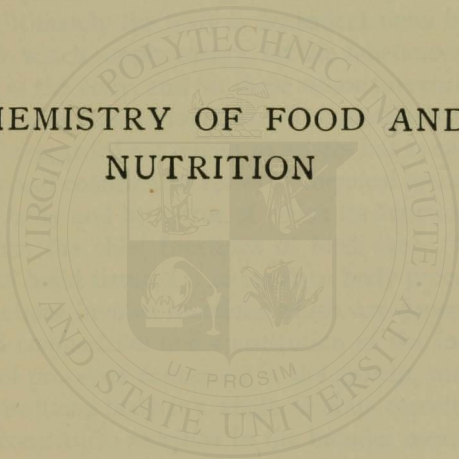 HEMISTRY OF FOOD AND
NUTRITION
VIRGINIA POLYTECHNIC INSTITUTE
AND STATE UNIVERSITY
UT PROSIM